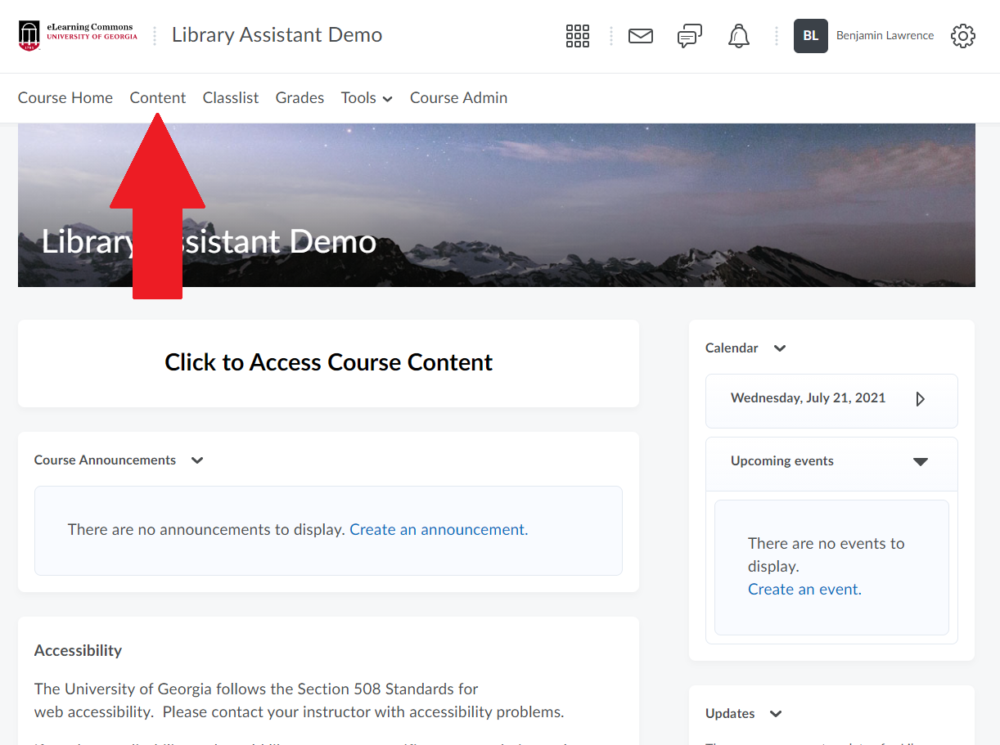 eLearning Commons
UNIVERSITY OF GEORGIA
1785
Library Assistant Demo
BL
Benjamin Lawrence
Course Home Content Classlist Grades Tools Course Admin
Library ssistant Demo
Click to Access Course Content
Course Announcements
There are no announcements to display. Create an announcement.
Accessibility
The University of Georgia follows the Section 508 Standards for
web accessibility. Please contact your instructor with accessibility problems.
Calendar
Wednesday, July 21, 2021
Upcoming events
There are no events to
display.
Create an event.
Updates